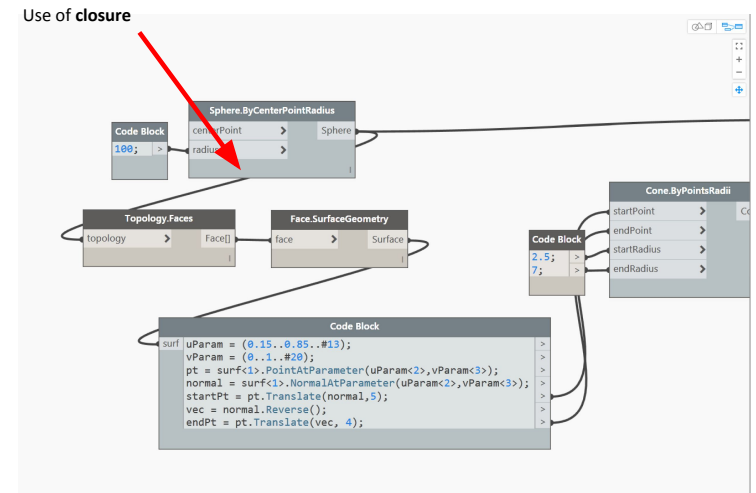 Use of closure
Sphere.ByCenterPointRadius
centerPoint > Sphere
radius >
Code Block
100; >
Topology.Faces
topology > Face[]
Face.SurfaceGeometry
face > Surface
Cone.ByPointsRadii
startPoint >
endPoint >
startRadius >
endRadius >
Code Block
2.5; >
7; >
Code Block
surf uParam = (0.15..0.85..#13); >
vParam = (0..1..#20); >
pt = surf<1>.PointAtParameter(uParam<2>,vParam<3>); >
normal = surf<1>.NormalAtParameter(uParam<2>,vParam<3>); >
startPt = pt.Translate(normal,5); >
vec = normal.Reverse(); >
endPt = pt.Translate(vec, 4); >